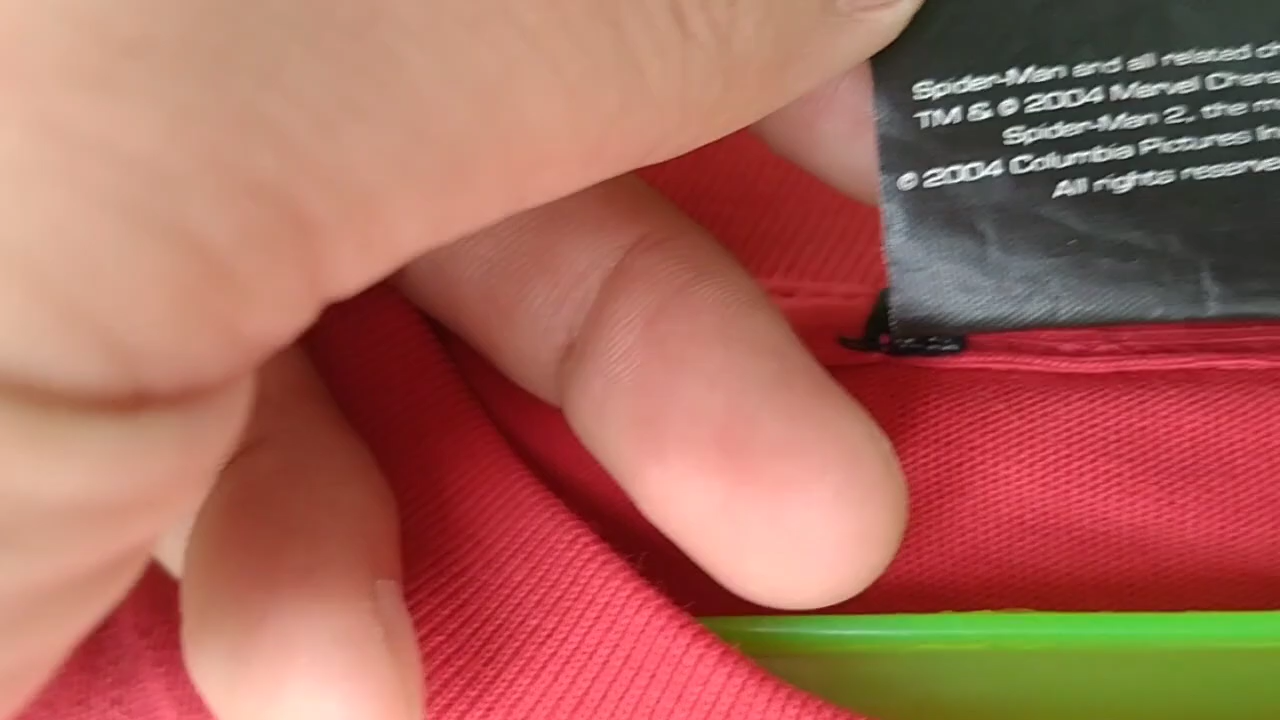 Spider-Man and all related
TM & © 2004 Marvel
Spider-Man 2, the
© 2004 Columbia Pictures
All rights